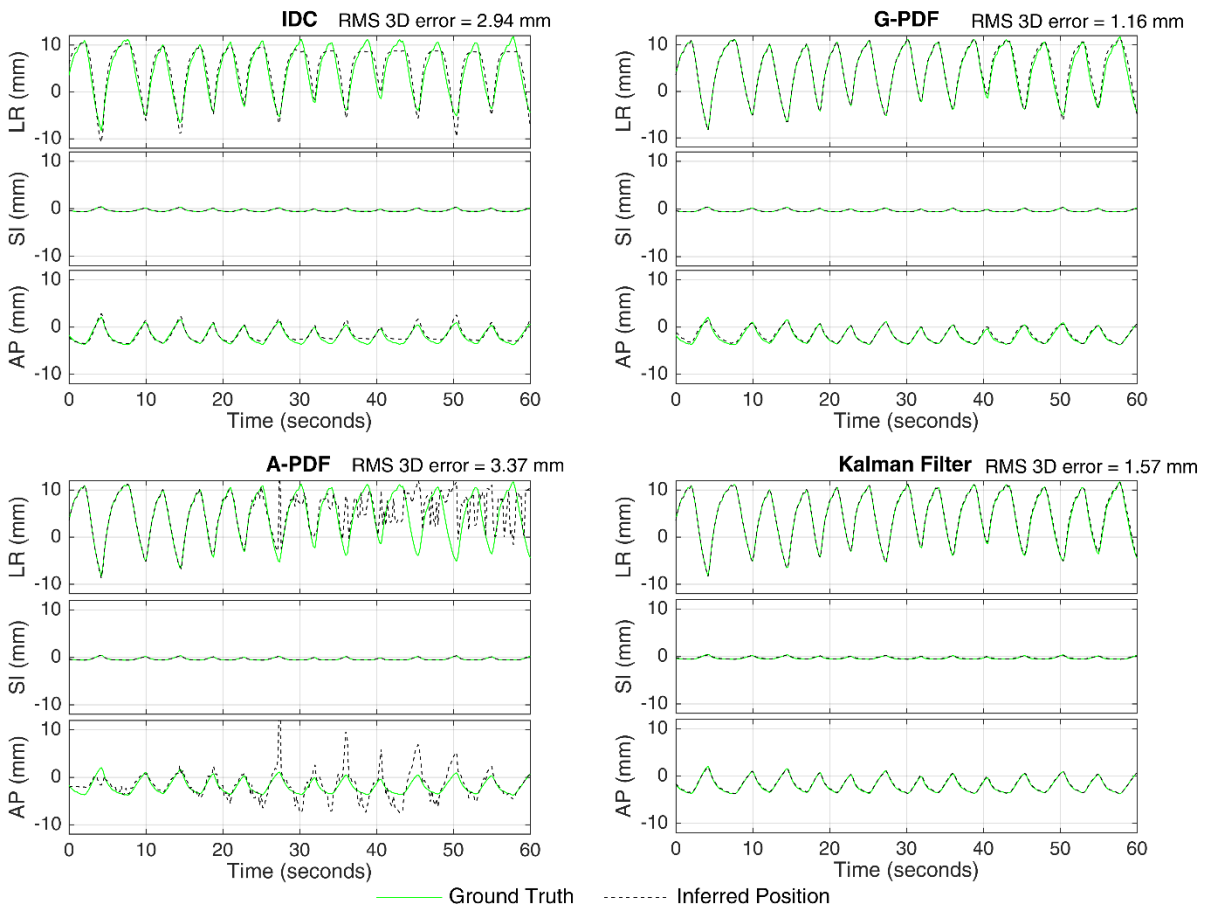 IDC RMS 3D error = 2.94 mm
LR (mm)
10
0
-10
SI (mm)
10
0
-10
AP (mm)
10
0
-10
0 10 20 30 40 50 60
Time (seconds)
G-PDF RMS 3D error = 1.16 mm
LR (mm)
10
0
-10
SI (mm)
10
0
-10
AP (mm)
10
0
-10
0 10 20 30 40 50 60
Time (seconds)
A-PDF RMS 3D error = 3.37 mm
LR (mm)
10
0
-10
SI (mm)
10
0
-10
AP (mm)
10
0
-10
0 10 20 30 40 50 60
Time (seconds)
Kalman Filter RMS 3D error = 1.57 mm
LR (mm)
10
0
-10
SI (mm)
10
0
-10
AP (mm)
10
0
-10
0 10 20 30 40 50 60
Time (seconds)
Ground Truth Inferred Position